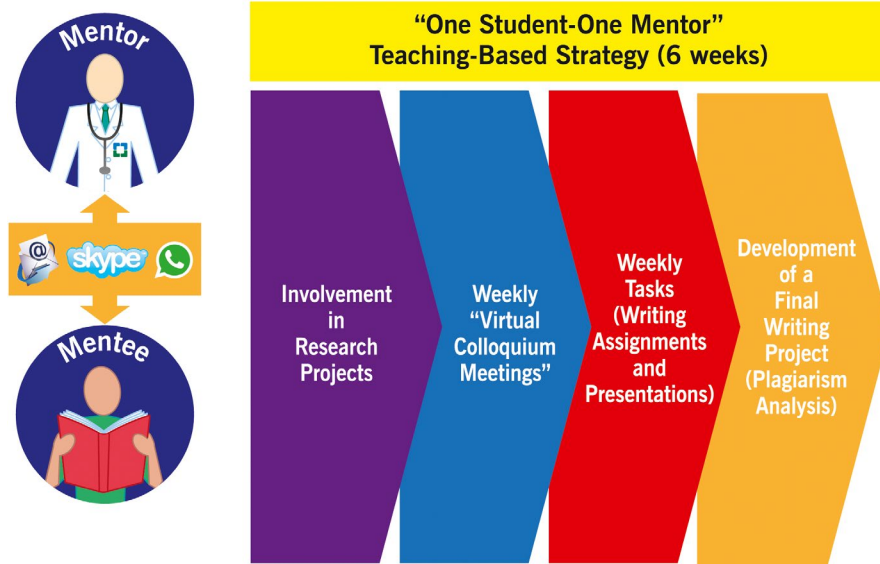 Mentor
@
skype
Mentee
“One Student-One Mentor”
Teaching-Based Strategy (6 weeks)
Involvement
in
Research
Projects
Weekly
“Virtual
Colloquium
Meetings”
Weekly
Tasks
(Writing
Assignments
and
Presentations)
Development
of a
Final
Writing
Project
(Plagiarism
Analysis)